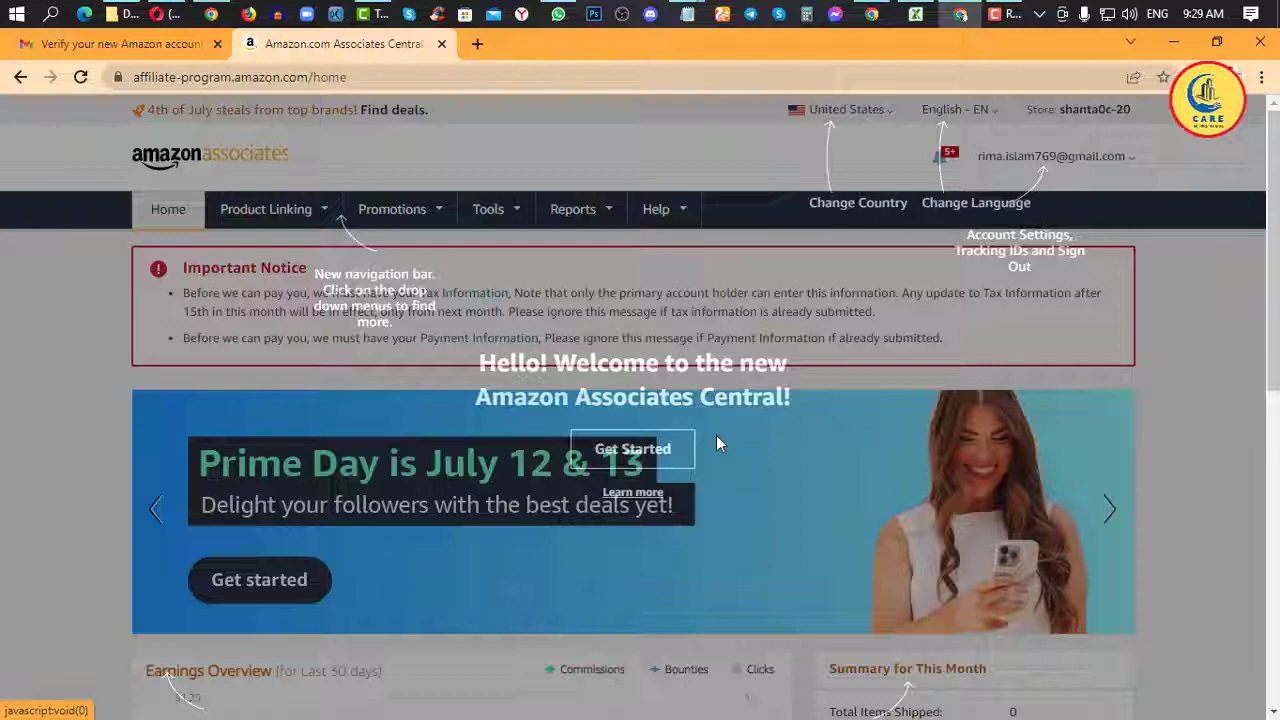 T...
R...
ENG
9:29 AM
Verify your new Amazon accoun
Amazon.com Associates Central
affiliate-program.amazon.com/home
CARE
4th of July steals from top brands! Find deals.
United States
English - EN
Store: shanta0c-20
amazonassociates
5+
rima.islam769@gmail.com
Home
Product Linking
Promotions
Tools
Reports
Help
Change Country
Change Language
Account Settings,
Tracking IDs and Sign
Out
Important Notice
New navigation bar.
Click on the drop
down menus to find
more.
Before we can pay you, we must have your Tax Information, Note that only the primary account holder can enter this information. Any update to Tax Information after
15th in this month will be in effect only from next month. Please ignore this message if tax information is already submitted.
Before we can pay you, we must have your Payment Information, Please ignore this message if Payment Information if already submitted.
Hello! Welcome to the new
Amazon Associates Central!
Get Started
Learn more
Prime Day is July 12 & 13
Delight your followers with the best deals yet!
Get started
Earnings Overview (for Last 30 days)
Commissions
Bounties
Clicks
Summary for This Month
$1.25
1
Total Items Shipped: 0
javascript:void(0)